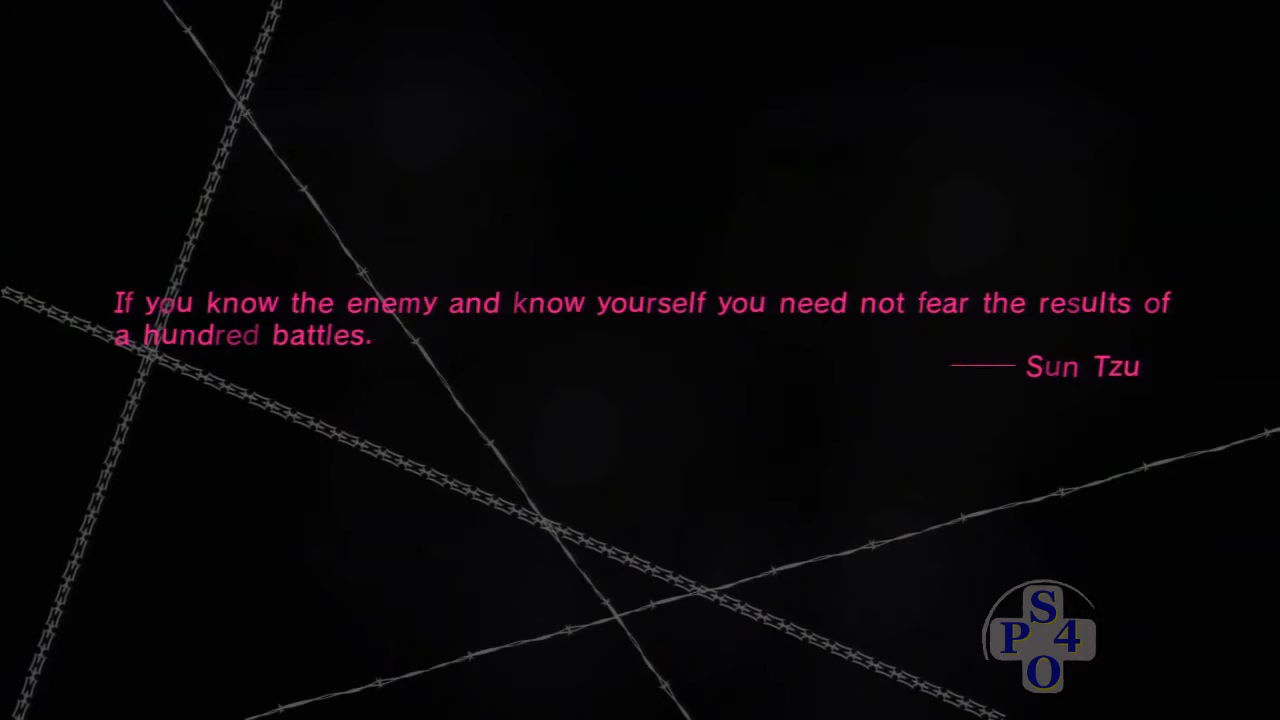 If you know the enemy and know yourself you need not fear the results of
a hundred battles.
—— Sun Tzu
S
P 4
O